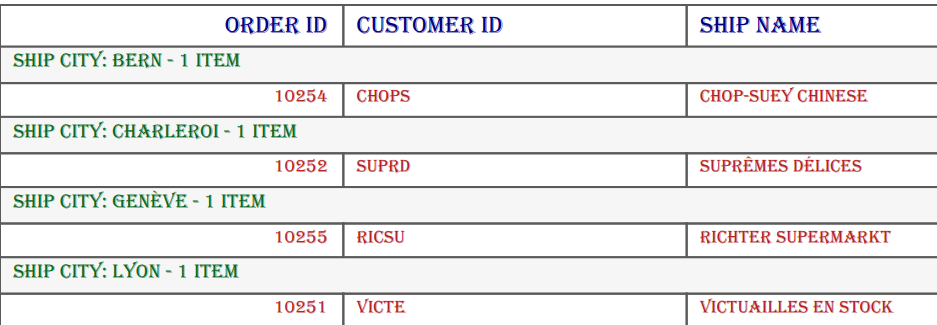 ORDER ID CUSTOMER ID SHIP NAME
SHIP CITY: BERN - 1 ITEM
10254 CHOPS CHOP-SUEY CHINESE
SHIP CITY: CHARLEROI - 1 ITEM
10252 SUPRD SUPRÊMES DÉLICES
SHIP CITY: GENÈVE - 1 ITEM
10255 RICSU RICHTER SUPERMARKT
SHIP CITY: LYON - 1 ITEM
10251 VICTE VICTUAILLES EN STOCK